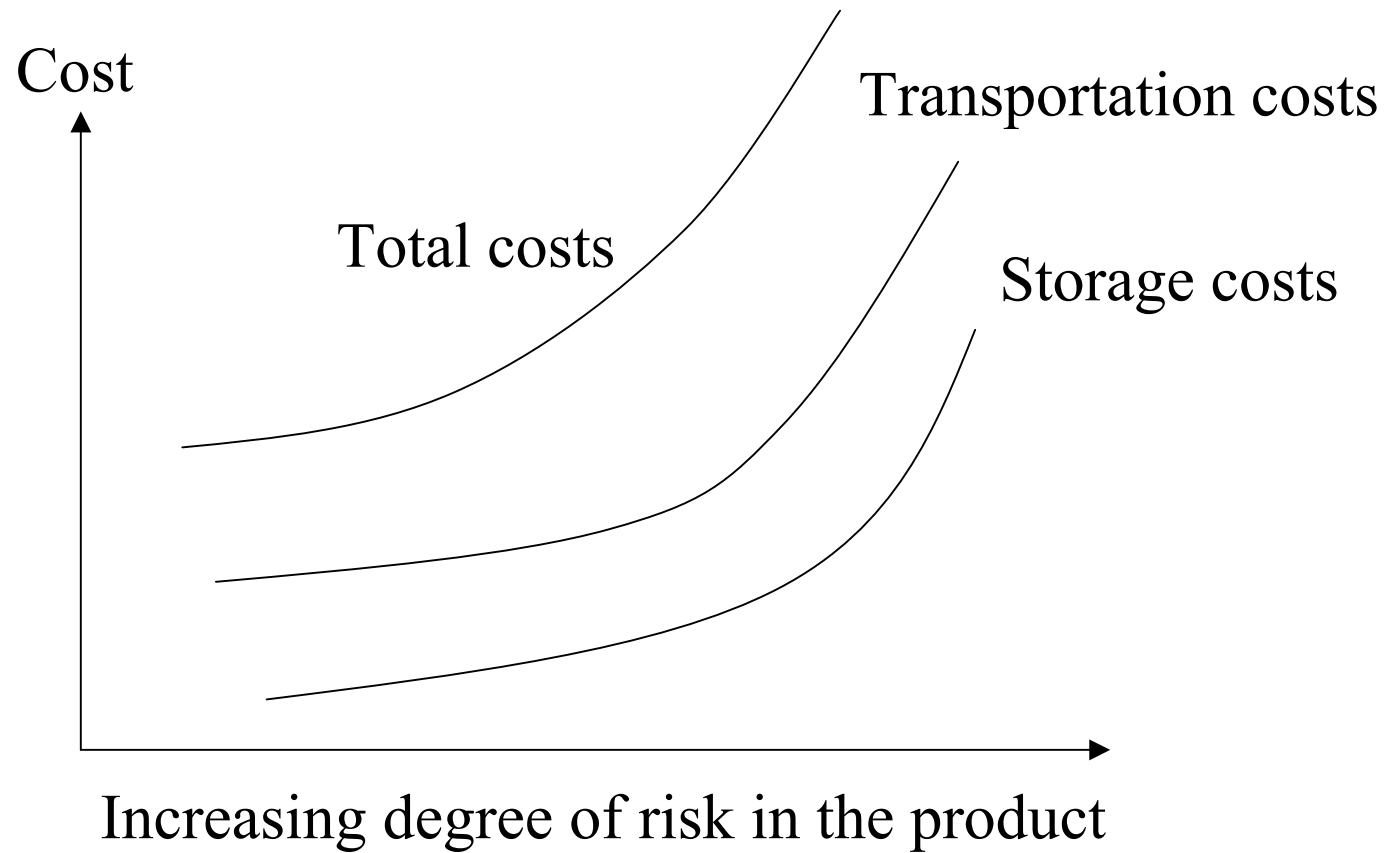 Cost
Transportation costs
Total costs
Storage costs
Increasing degree of risk in the product